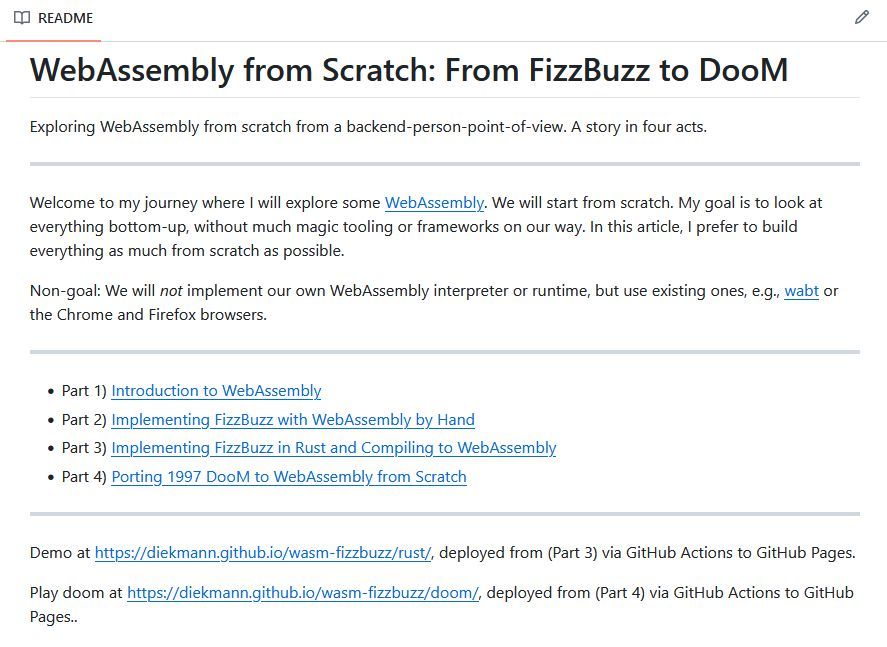 README
WebAssembly from Scratch: From FizzBuzz to DooM
Exploring WebAssembly from scratch from a backend-person-point-of-view. A story in four acts.
Welcome to my journey where I will explore some WebAssembly. We will start from scratch. My goal is to look at
everything bottom-up, without much magic tooling or frameworks on our way. In this article, I prefer to build
everything as much from scratch as possible.
Non-goal: We will not implement our own WebAssembly interpreter or runtime, but use existing ones, e.g., wabt or
the Chrome and Firefox browsers.
• Part 1) Introduction to WebAssembly
• Part 2) Implementing FizzBuzz with WebAssembly by Hand
• Part 3) Implementing FizzBuzz in Rust and Compiling to WebAssembly
• Part 4) Porting 1997 DooM to WebAssembly from Scratch
Demo at https://diekmann.github.io/wasm-fizzbuzz/rust/, deployed from (Part 3) via GitHub Actions to GitHub Pages.
Play doom at https://diekmann.github.io/wasm-fizzbuzz/doom/, deployed from (Part 4) via GitHub Actions to GitHub
Pages..